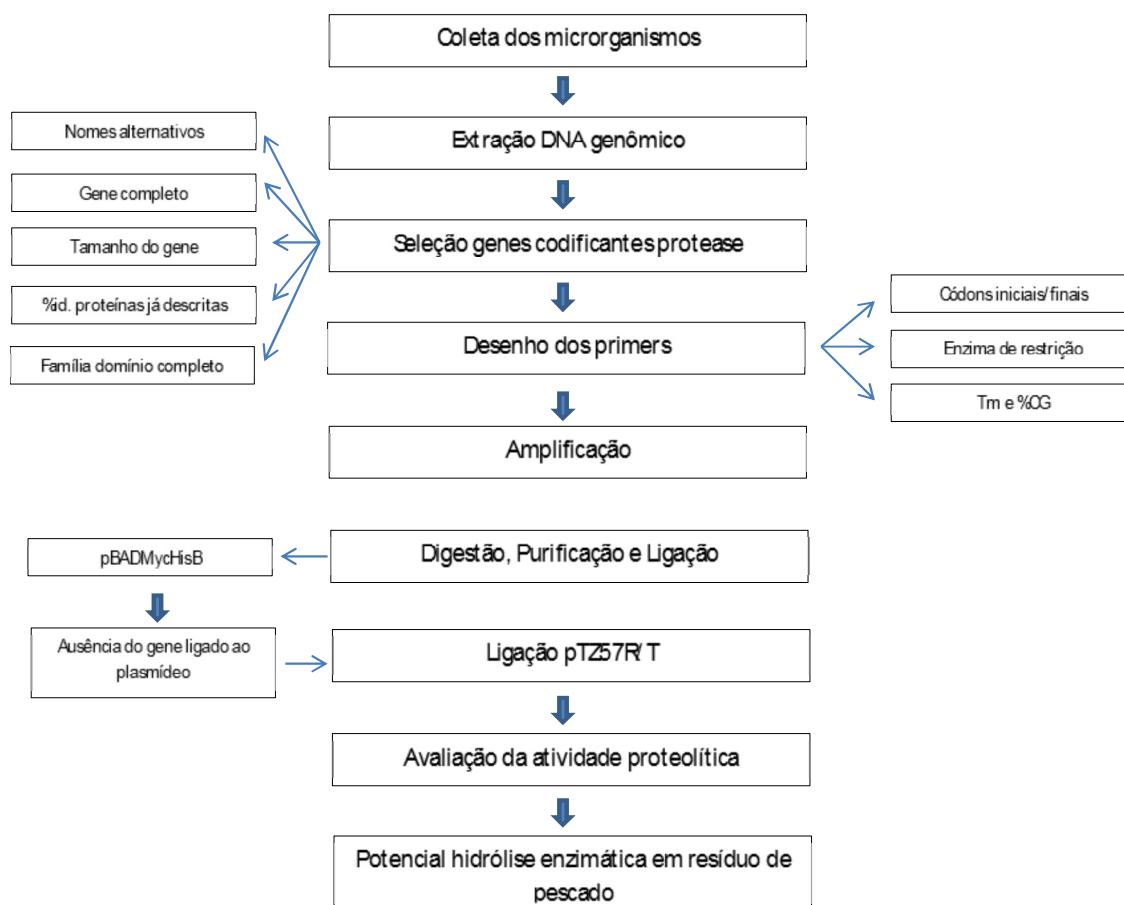 Coleta dos microrganismos
Extração DNA genômico
Nomes alternativos
Gene completo
Tamanho do gene
%id. proteínas já descritas
Família domínio completo
Seleção genes codificantes protease
Desenho dos primers
Códons iniciais/finais
Enzima de restrição
Tm e %CG
Amplificação
Digestão, Purificação e Ligação
pBADMycHisB
Ausência do gene ligado ao
plasmídeo
Ligação pTZ57R/T
Avaliação da atividade proteolítica
Potencial hidrólise enzimática em resíduo de
pescado